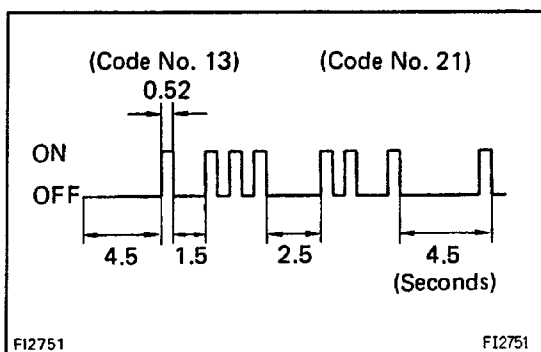 (Code No. 13) (Code No. 21)
0.52
ON
OFF
4.5 1.5 2.5 4.5
(Seconds)
FI2751 FI2751